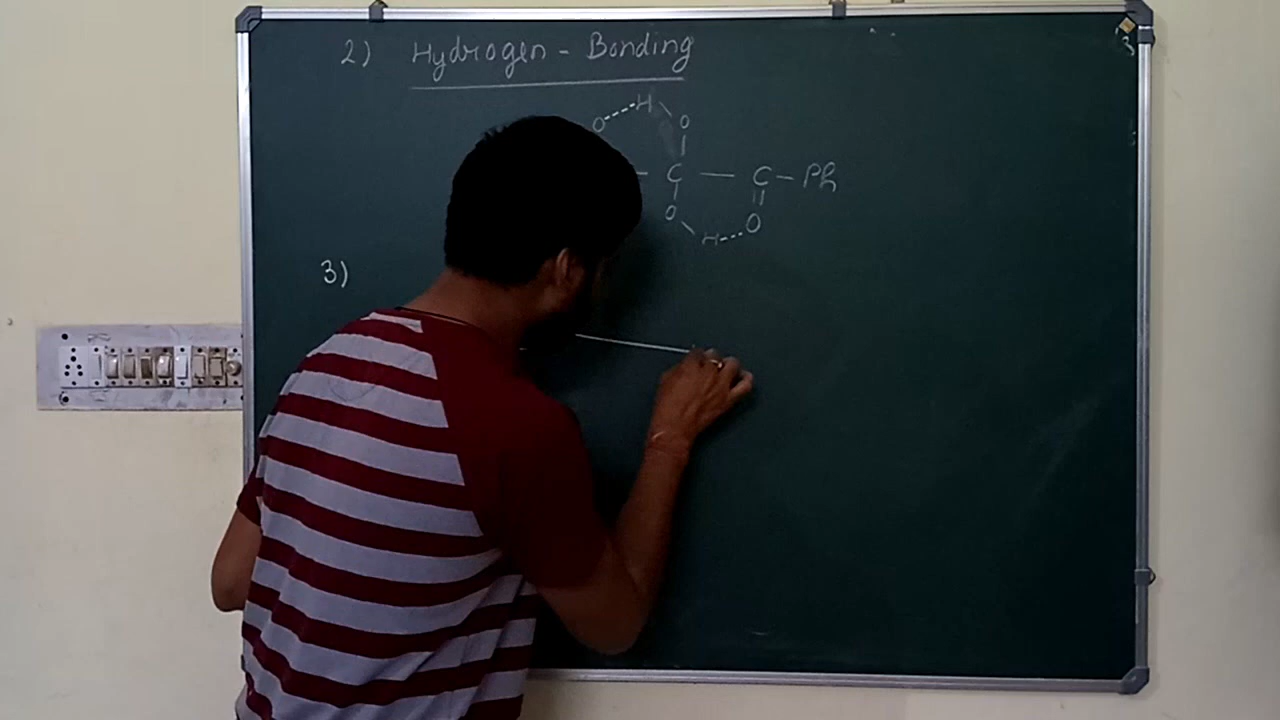 2) Hydrogen - Bonding
O---H O
C — C - Ph
O O
H---
3)